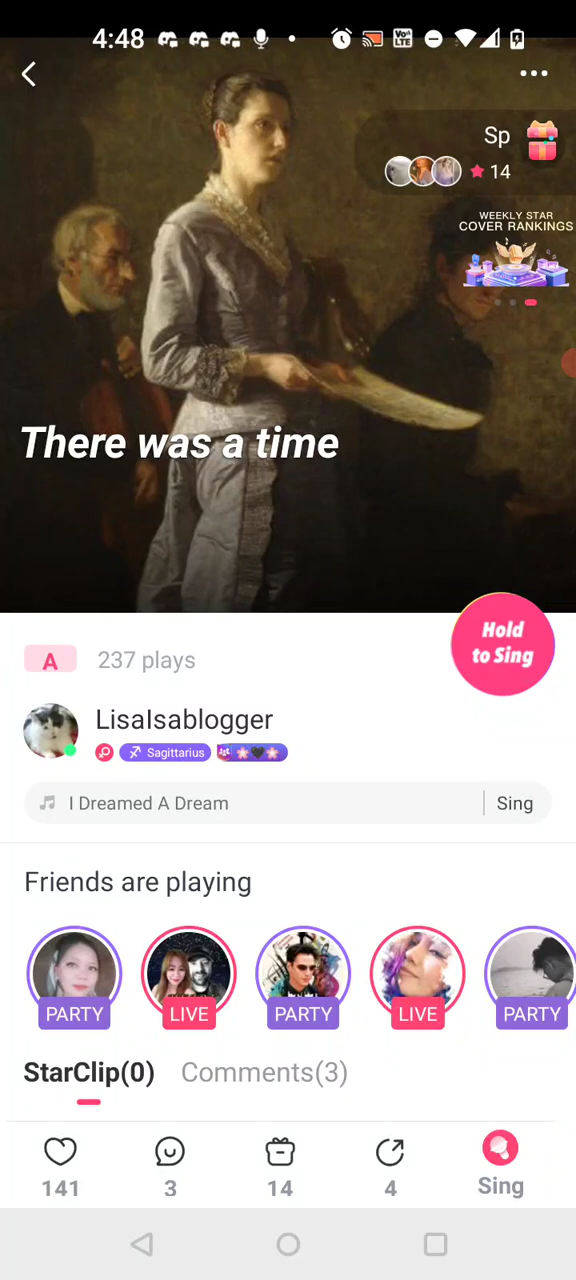 4:48
Vo)) LTE
Sp
14
WEEKLY STAR
COVER RANKINGS
There was a time
Hold
to Sing
A
237 plays
LisaIsablogger
Sagittarius
I Dreamed A Dream
Sing
Friends are playing
PARTY
LIVE
PARTY
LIVE
PARTY
StarClip(0)
Comments(3)
141
3
14
4
Sing